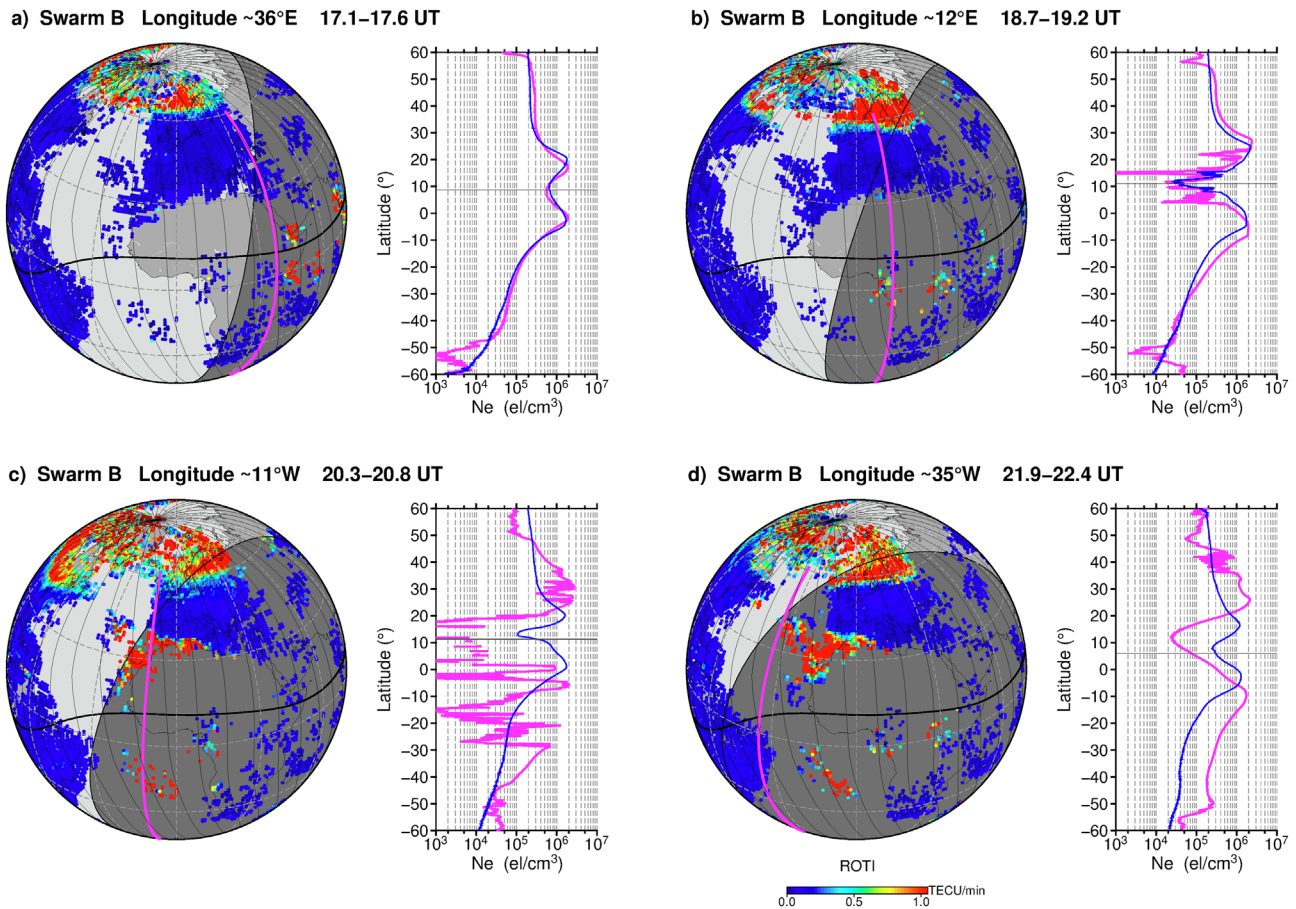 a) Swarm B Longitude ~36°E 17.1–17.6 UT
60
50
40
30
20
10
0
−10
−20
−30
−40
−50
−60
Latitude (°)
10³ 10⁴ 10⁵ 10⁶ 10⁷
Ne (el/cm³)
b) Swarm B Longitude ~12°E 18.7–19.2 UT
60
50
40
30
20
10
0
−10
−20
−30
−40
−50
−60
Latitude (°)
10³ 10⁴ 10⁵ 10⁶ 10⁷
Ne (el/cm³)
c) Swarm B Longitude ~11°W 20.3–20.8 UT
60
50
40
30
20
10
0
−10
−20
−30
−40
−50
−60
Latitude (°)
10³ 10⁴ 10⁵ 10⁶ 10⁷
Ne (el/cm³)
d) Swarm B Longitude ~35°W 21.9–22.4 UT
60
50
40
30
20
10
0
−10
−20
−30
−40
−50
−60
Latitude (°)
10³ 10⁴ 10⁵ 10⁶ 10⁷
Ne (el/cm³)
ROTI
TECU/min
0.0 0.5 1.0